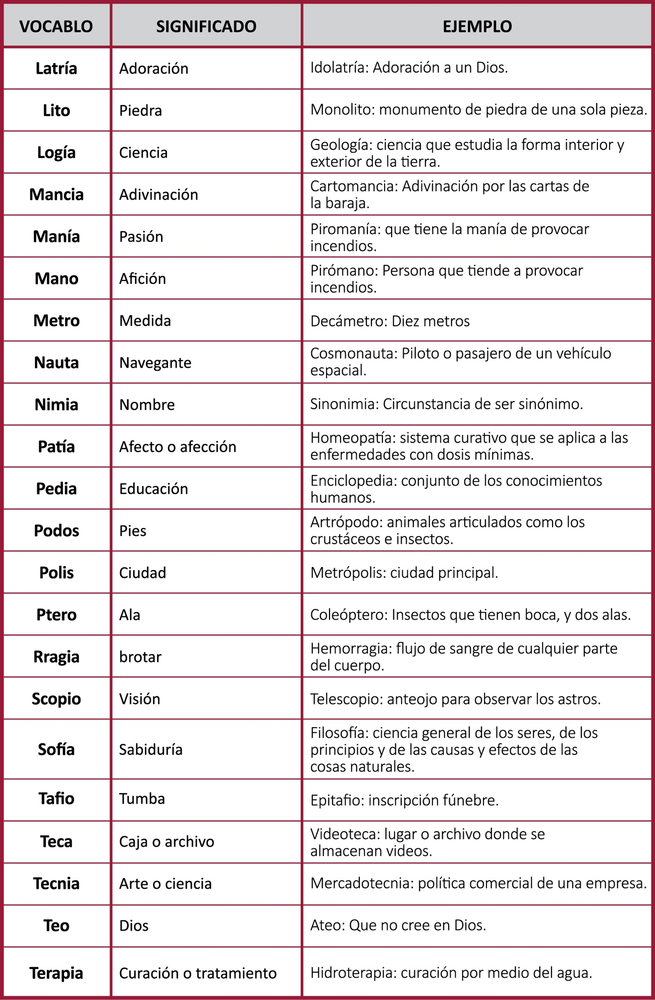 VOCABLO SIGNIFICADO EJEMPLO
Latría Adoración Idolatría: Adoración a un Dios.
Lito Piedra Monolito: monumento de piedra de una sola pieza.
Logía Ciencia Geología: ciencia que estudia la forma interior y
exterior de la tierra.
Mancia Adivinación Cartomancia: Adivinación por las cartas de
la baraja.
Manía Pasión Piromanía: que tiene la manía de provocar
incendios.
Mano Afición Pirómano: Persona que tiende a provocar
incendios.
Metro Medida Decámetro: Diez metros
Nauta Navegante Cosmonauta: Piloto o pasajero de un vehículo
espacial.
Nimia Nombre Sinonimia: Circunstancia de ser sinónimo.
Patía Afecto o afección Homeopatía: sistema curativo que se aplica a las
enfermedades con dosis mínimas.
Pedia Educación Enciclopedia: conjunto de los conocimientos
humanos.
Podos Pies Artrópodo: animales articulados como los
crustáceos e insectos.
Polis Ciudad Metrópolis: ciudad principal.
Ptero Ala Coleóptero: Insectos que tienen boca, y dos alas.
Rragia brotar Hemorragia: flujo de sangre de cualquier parte
del cuerpo.
Scopio Visión Telescopio: anteojo para observar los astros.
Sofía Sabiduría Filosofía: ciencia general de los seres, de los
principios y de las causas y efectos de las
cosas naturales.
Tafio Tumba Epitafio: inscripción fúnebre.
Teca Caja o archivo Videoteca: lugar o archivo donde se
almacenan videos.
Tecnia Arte o ciencia Mercadotecnia: política comercial de una empresa.
Teo Dios Ateo: Que no cree en Dios.
Terapia Curación o tratamiento Hidroterapia: curación por medio del agua.